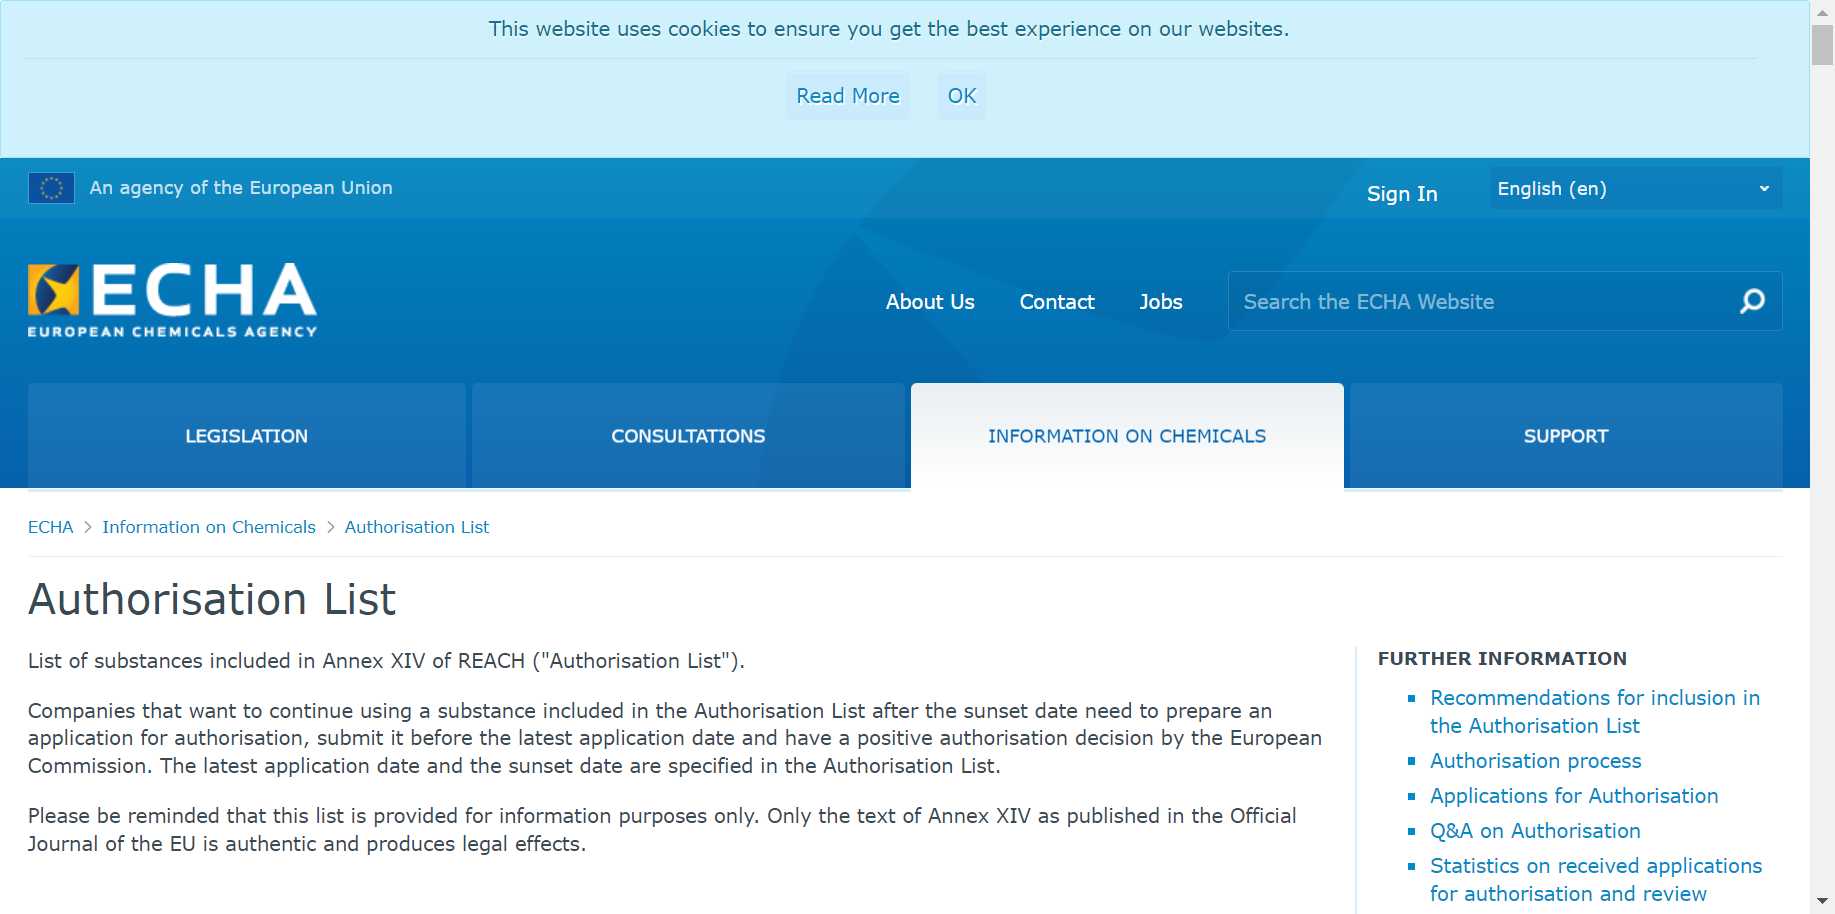 This website uses cookies to ensure you get the best experience on our websites.
Read More
OK
An agency of the European Union
Sign In
English (en)
ECHA
EUROPEAN CHEMICALS AGENCY
About Us
Contact
Jobs
Search the ECHA Website
LEGISLATION
CONSULTATIONS
INFORMATION ON CHEMICALS
SUPPORT
ECHA > Information on Chemicals > Authorisation List
Authorisation List
List of substances included in Annex XIV of REACH ("Authorisation List").
Companies that want to continue using a substance included in the Authorisation List after the sunset date need to prepare an
application for authorisation, submit it before the latest application date and have a positive authorisation decision by the European
Commission. The latest application date and the sunset date are specified in the Authorisation List.
Please be reminded that this list is provided for information purposes only. Only the text of Annex XIV as published in the Official
Journal of the EU is authentic and produces legal effects.
FURTHER INFORMATION
Recommendations for inclusion in
the Authorisation List
Authorisation process
Applications for Authorisation
Q&A on Authorisation
Statistics on received applications
for authorisation and review